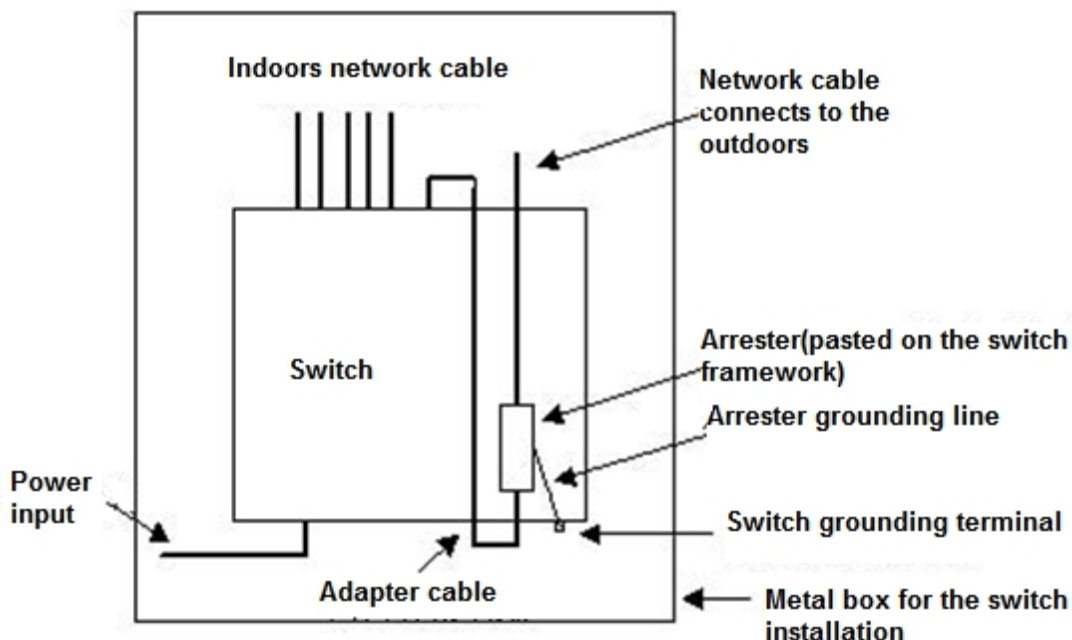 Indoors network cable
Network cable
connects to the
outdoors
Switch
Arrester(pasted on the switch
framework)
Arrester grounding line
Power
input
Switch grounding terminal
Adapter cable
Metal box for the switch
installation